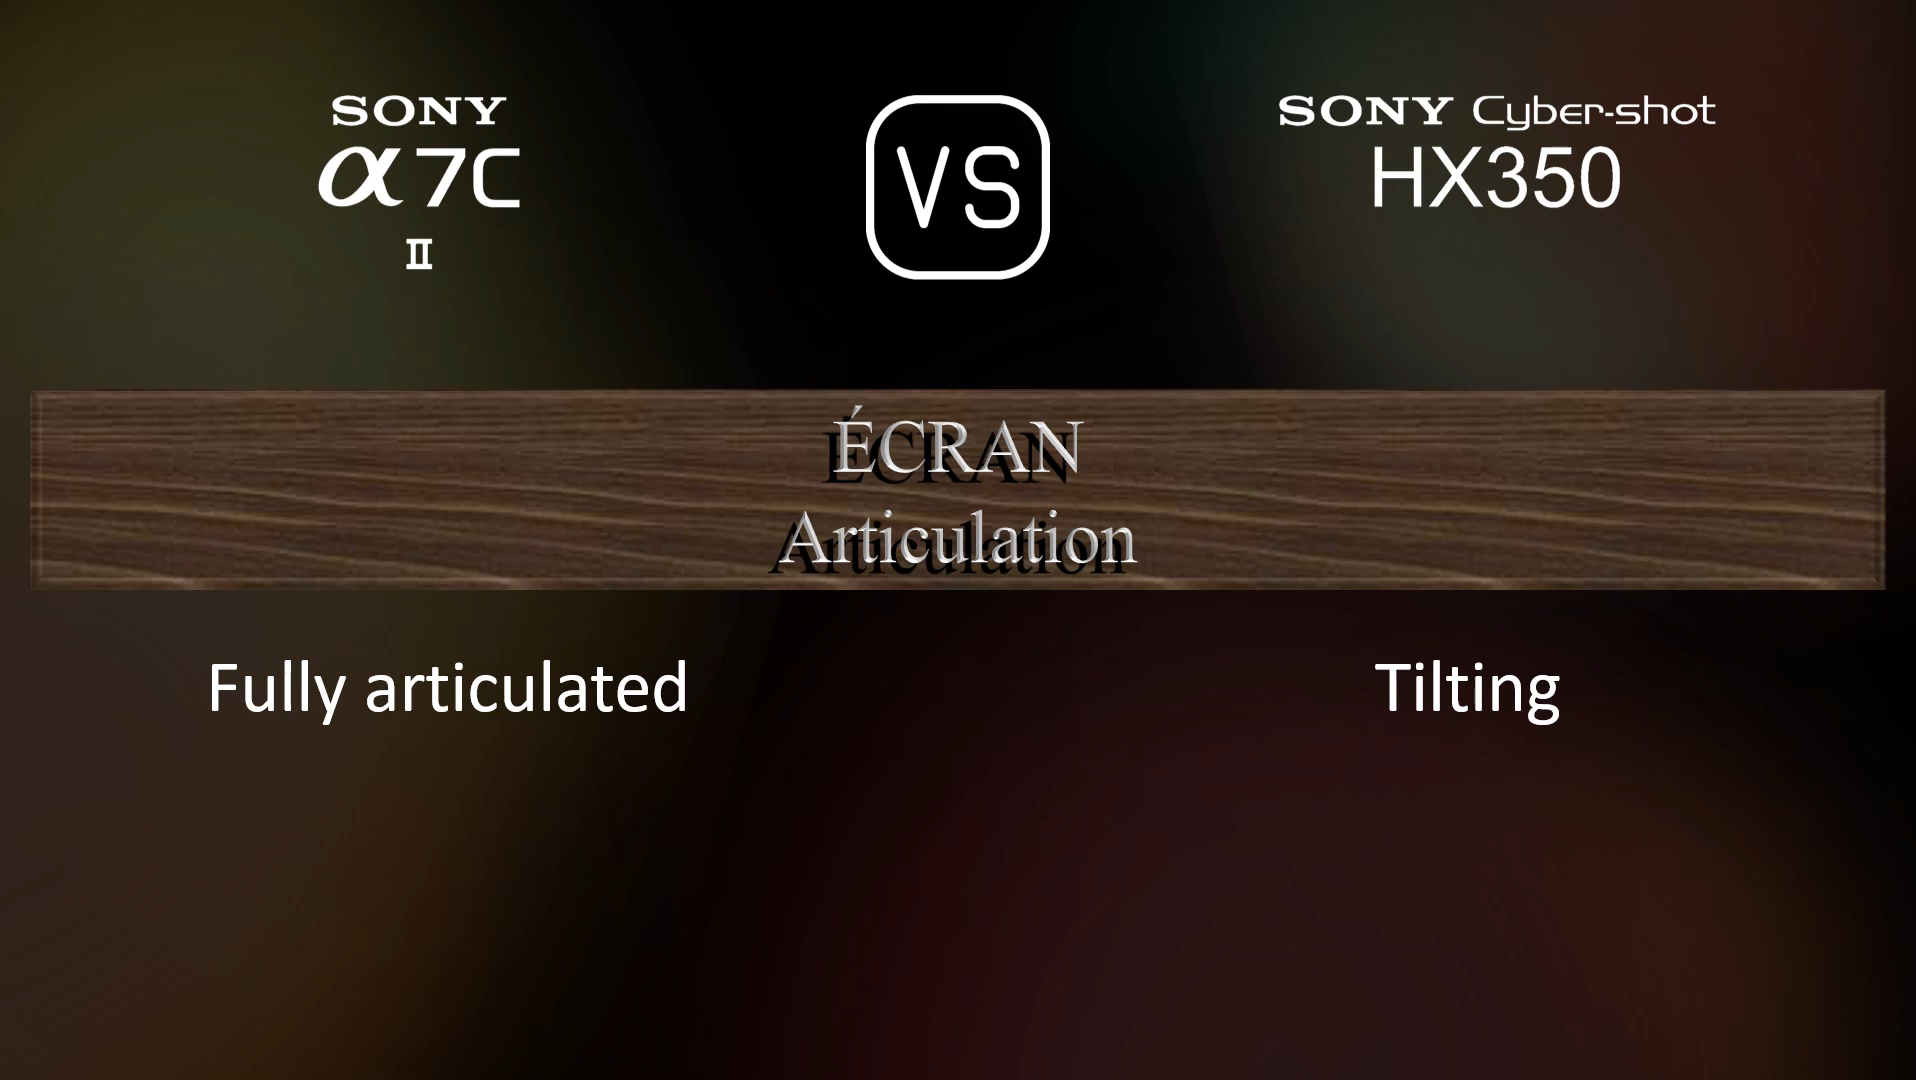 SONY
α7C
II
VS
SONY Cyber-shot
HX350
ÉCRAN
Articulation
Fully articulated
Tilting